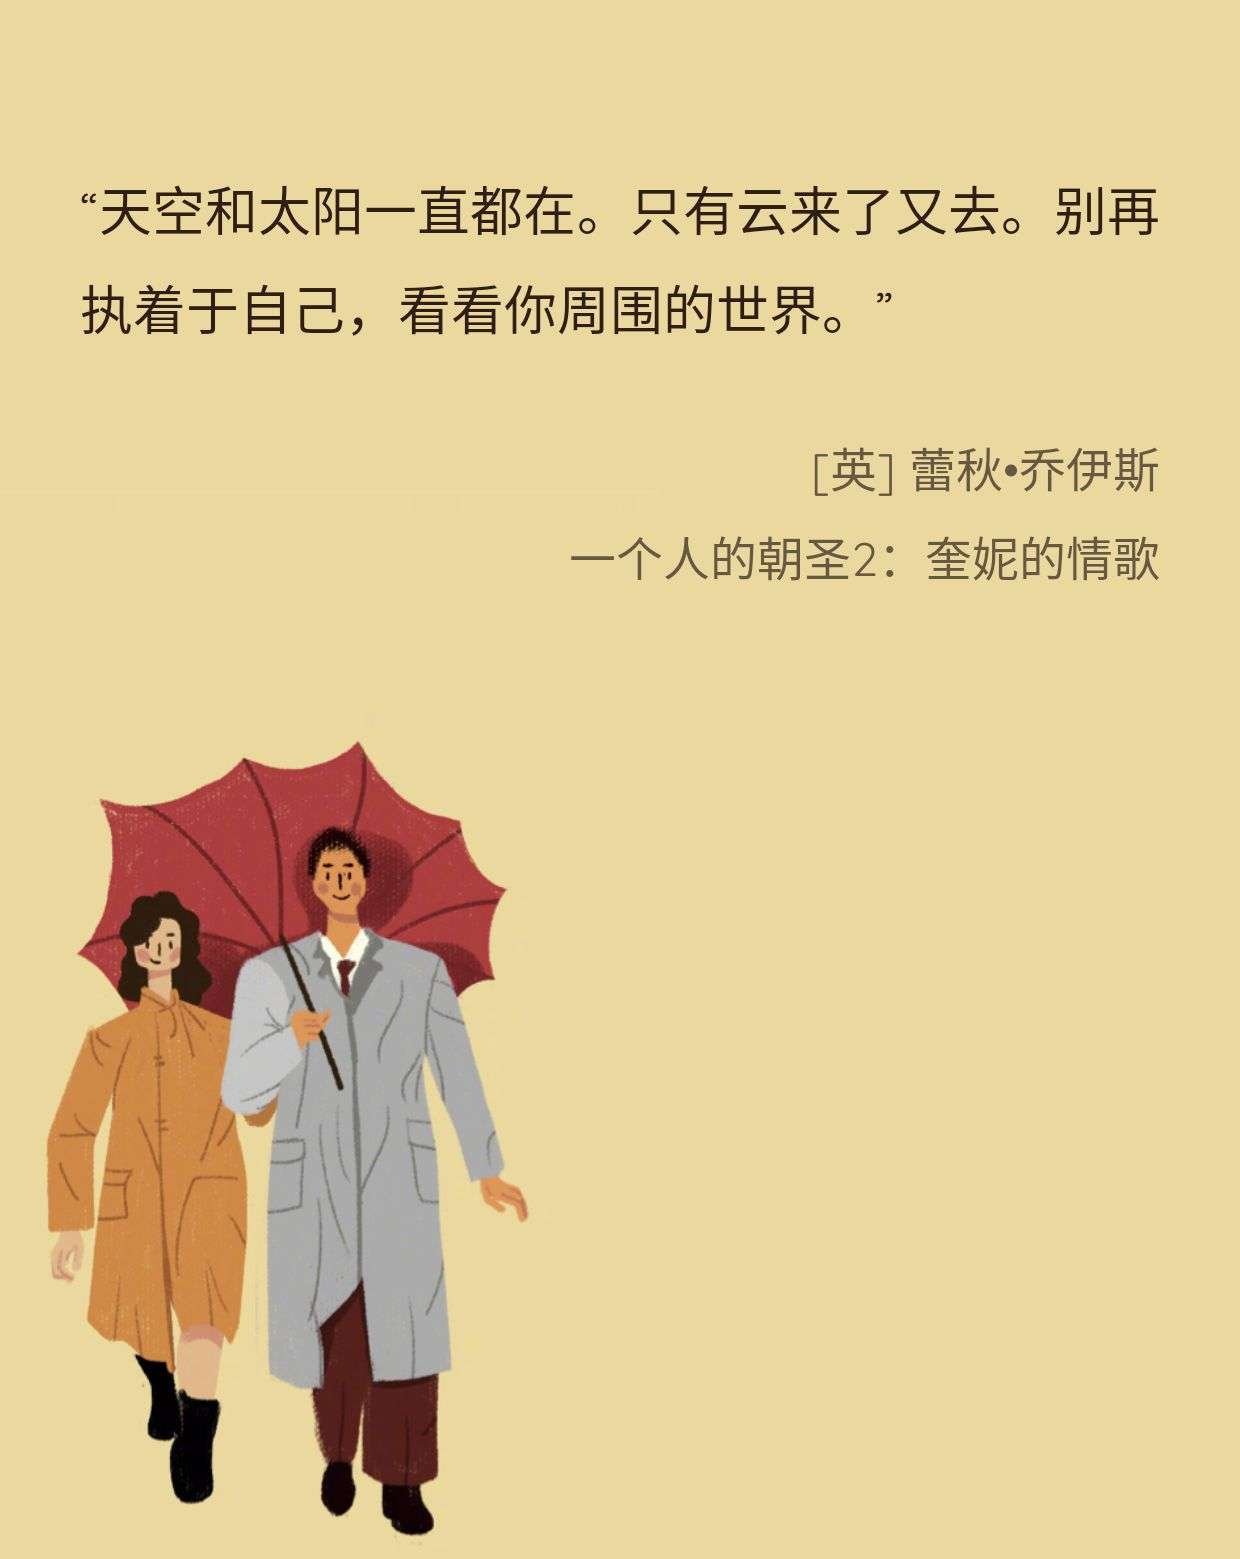 “天空和太阳一直都在。只有云来了又去。别再
执着于自己，看看你周围的世界。”
[英] 蕾秋•乔伊斯
一个人的朝圣2：奎妮的情歌